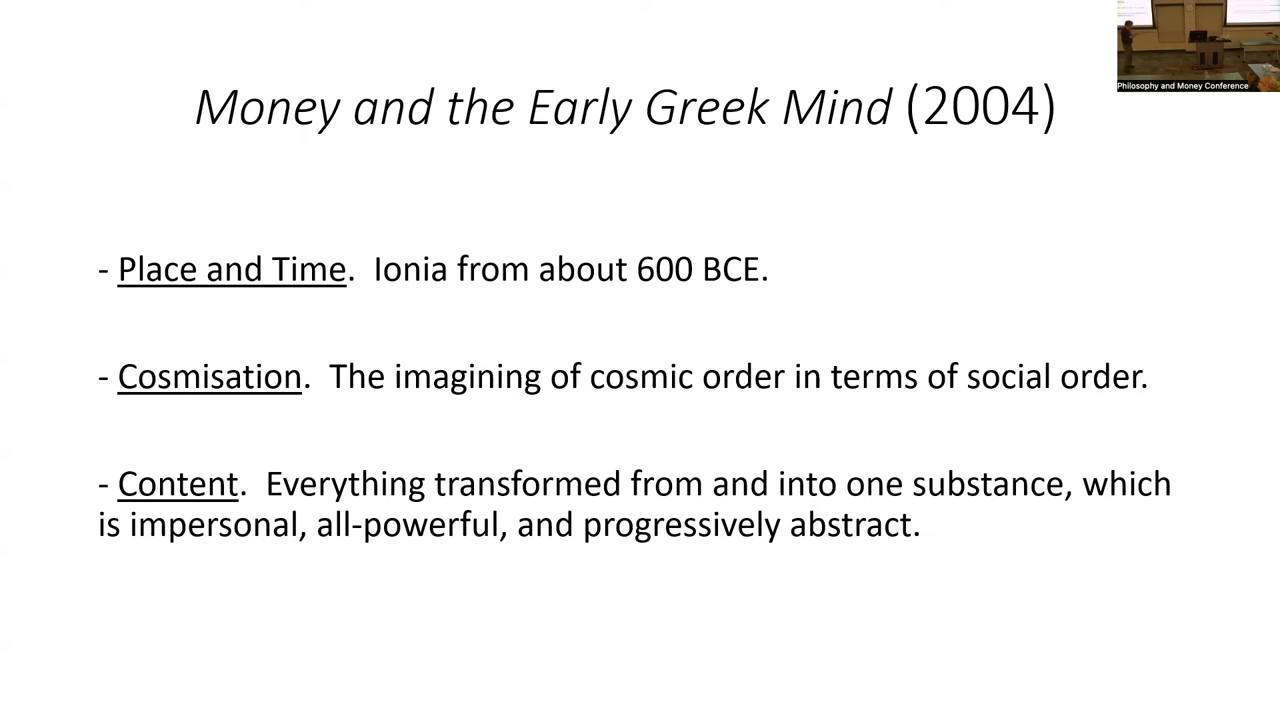 Philosophy and Money Conference
Money and the Early Greek Mind (2004)
- Place and Time.  Ionia from about 600 BCE.
- Cosmisation.  The imagining of cosmic order in terms of social order.
- Content.  Everything transformed from and into one substance, which
is impersonal, all-powerful, and progressively abstract.